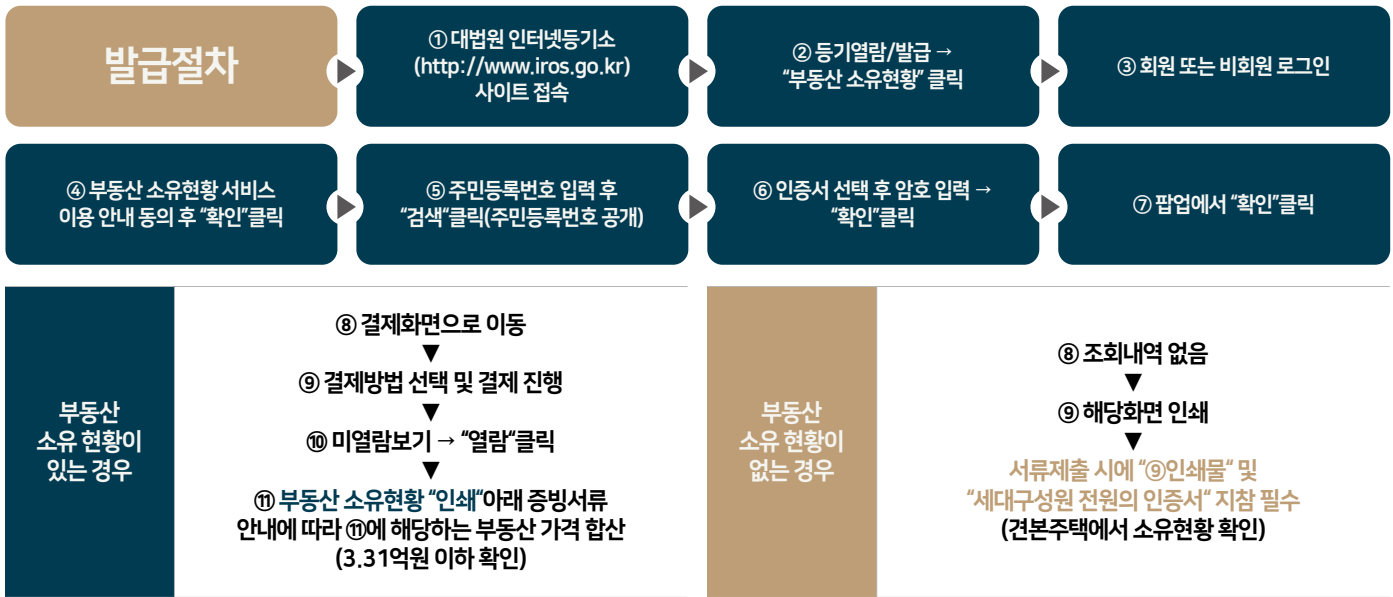 발급절차
① 대법원 인터넷등기소
(http://www.iros.go.kr)
사이트 접속
② 등기열람/발급 →
“부동산 소유현황” 클릭
③ 회원 또는 비회원 로그인
④ 부동산 소유현황 서비스
이용 안내 동의 후 “확인”클릭
⑤ 주민등록번호 입력 후
“검색“클릭(주민등록번호 공개)
⑥ 인증서 선택 후 암호 입력 →
“확인”클릭
⑦ 팝업에서 “확인”클릭
부동산
소유 현황이
있는 경우
⑧ 결제화면으로 이동
▼
⑨ 결제방법 선택 및 결제 진행
▼
⑩ 미열람보기 → “열람“클릭
▼
⑪ 부동산 소유현황 “인쇄“아래 증빙서류
안내에 따라 ⑪에 해당하는 부동산 가격 합산
(3.31억원 이하 확인)
부동산
소유 현황이
없는 경우
⑧ 조회내역 없음
▼
⑨ 해당화면 인쇄
▼
서류제출 시에 “⑨인쇄물“ 및
“세대구성원 전원의 인증서“ 지참 필수
(견본주택에서 소유현황 확인)